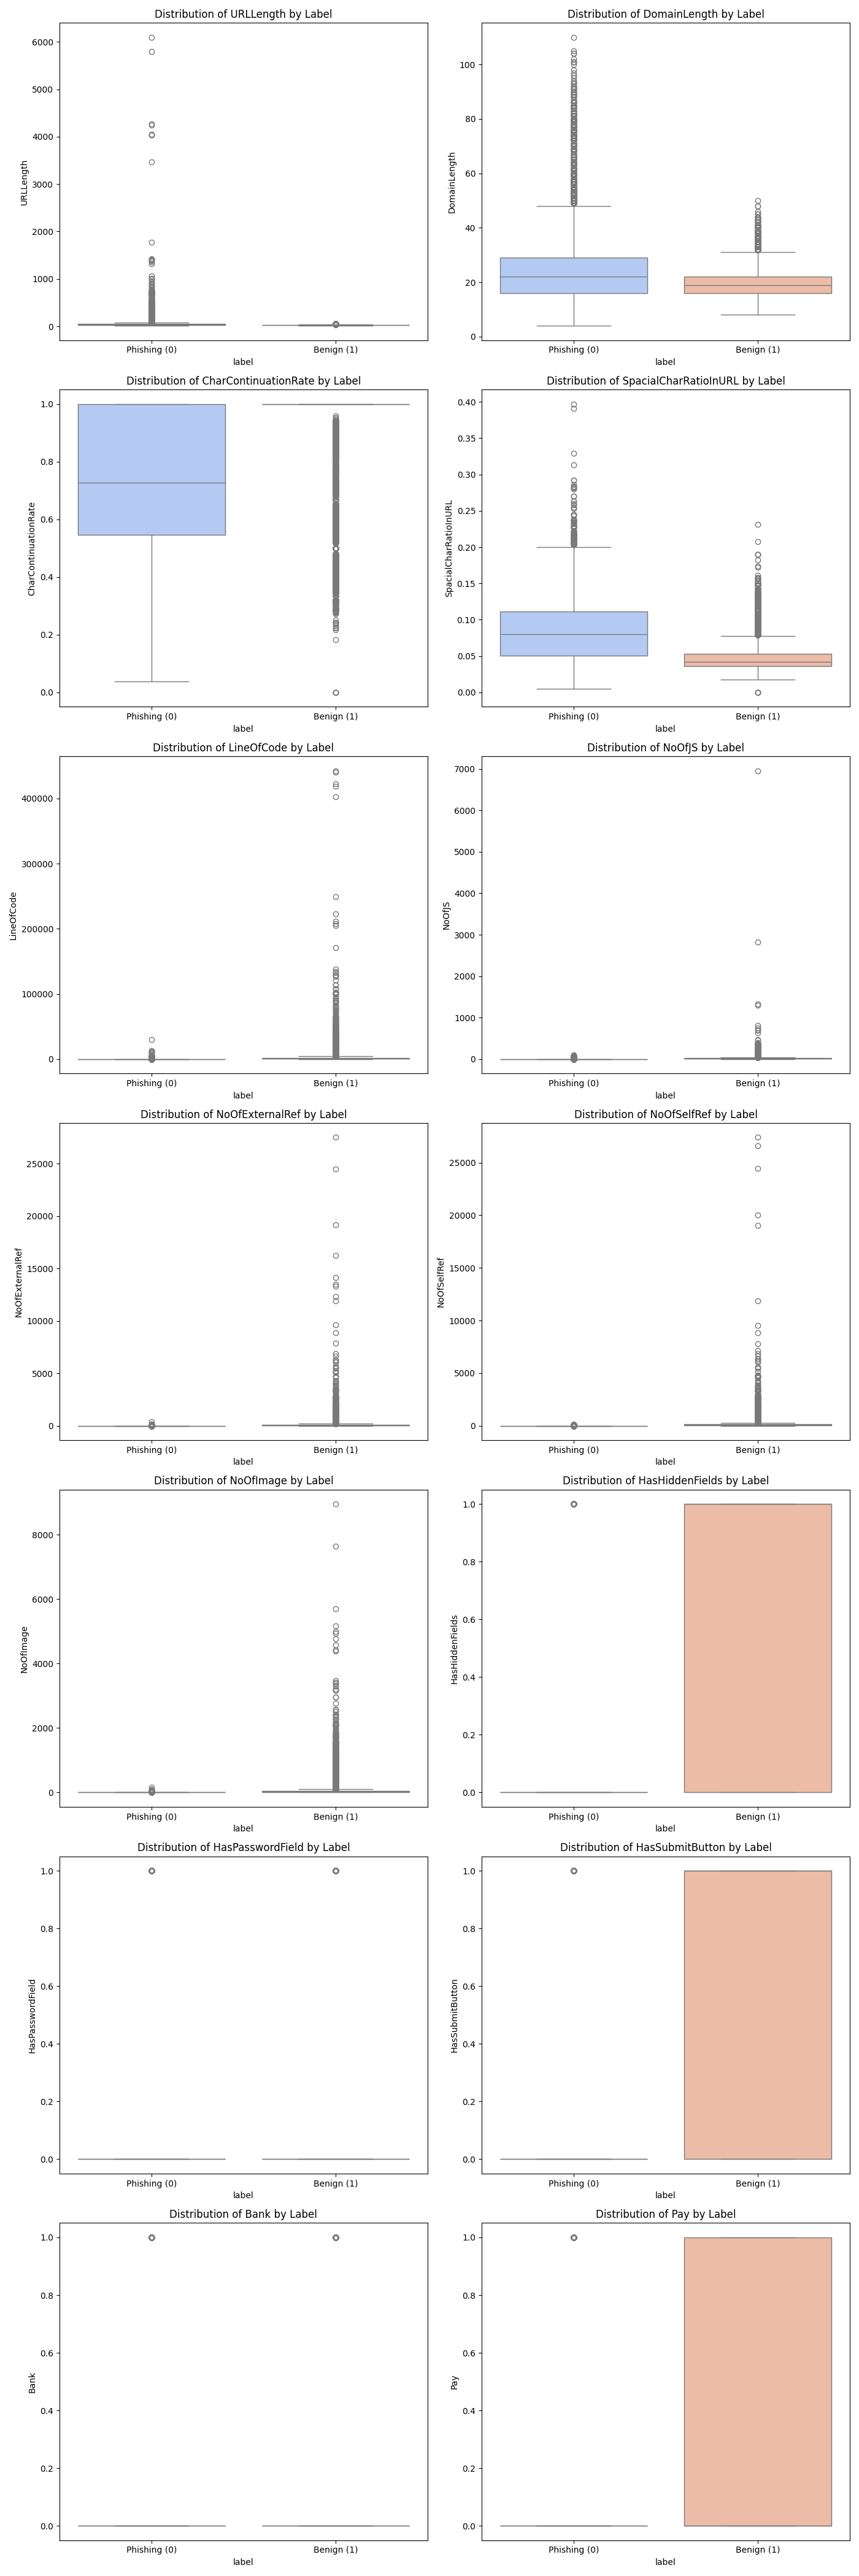 Distribution of URLLength by Label
URLLength
6000
5000
4000
3000
2000
1000
0
Phishing (0) Benign (1)
label
Distribution of DomainLength by Label
DomainLength
100
80
60
40
20
0
Phishing (0) Benign (1)
label
Distribution of CharContinuationRate by Label
CharContinuationRate
1.0
0.8
0.6
0.4
0.2
0.0
Phishing (0) Benign (1)
label
Distribution of SpacialCharRatioInURL by Label
SpacialCharRatioInURL
0.40
0.35
0.30
0.25
0.20
0.15
0.10
0.05
0.00
Phishing (0) Benign (1)
label
Distribution of LineOfCode by Label
LineOfCode
400000
300000
200000
100000
0
Phishing (0) Benign (1)
label
Distribution of NoOfJS by Label
NoOfJS
7000
6000
5000
4000
3000
2000
1000
0
Phishing (0) Benign (1)
label
Distribution of NoOfExternalRef by Label
NoOfExternalRef
25000
20000
15000
10000
5000
0
Phishing (0) Benign (1)
label
Distribution of NoOfSelfRef by Label
NoOfSelfRef
25000
20000
15000
10000
5000
0
Phishing (0) Benign (1)
label
Distribution of NoOfImage by Label
NoOfImage
8000
6000
4000
2000
0
Phishing (0) Benign (1)
label
Distribution of HasHiddenFields by Label
HasHiddenFields
1.0
0.8
0.6
0.4
0.2
0.0
Phishing (0) Benign (1)
label
Distribution of HasPasswordField by Label
HasPasswordField
1.0
0.8
0.6
0.4
0.2
0.0
Phishing (0) Benign (1)
label
Distribution of HasSubmitButton by Label
HasSubmitButton
1.0
0.8
0.6
0.4
0.2
0.0
Phishing (0) Benign (1)
label
Distribution of Bank by Label
Bank
1.0
0.8
0.6
0.4
0.2
0.0
Phishing (0) Benign (1)
label
Distribution of Pay by Label
Pay
1.0
0.8
0.6
0.4
0.2
0.0
Phishing (0) Benign (1)
label